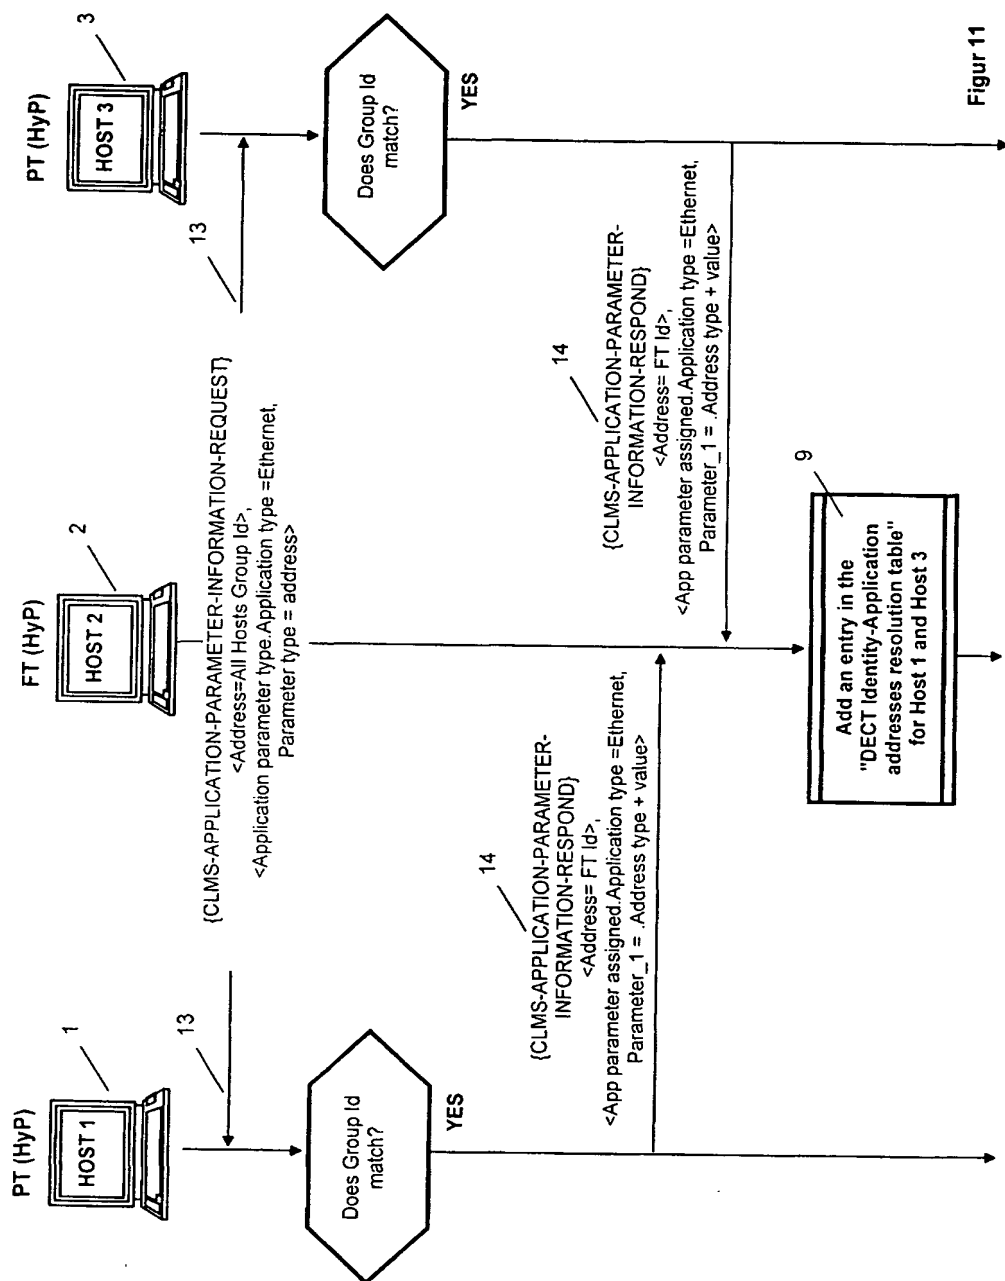 PT (HyP)
HOST 1
1
FT (HyP)
HOST 2
2
PT (HyP)
HOST 3
3
13
{CLMS-APPLICATION-PARAMETER-INFORMATION-REQUEST}
<Address=All Hosts Group Id>,
<Application parameter type.Application type =Ethernet,
Parameter type = address>
13
Does Group Id
match?
YES
Does Group Id
match?
YES
14
{CLMS-APPLICATION-PARAMETER-
INFORMATION-RESPOND}
<Address= FT Id>,
<App parameter assigned.Application type =Ethernet,
Parameter_1 = .Address type + value>
14
{CLMS-APPLICATION-PARAMETER-
INFORMATION-RESPOND}
<Address= FT Id>,
<App parameter assigned.Application type =Ethernet,
Parameter_1 = .Address type + value>
9
Add an entry in the
"DECT Identity-Application
addresses resolution table"
for Host 1 and Host 3
Figur 11